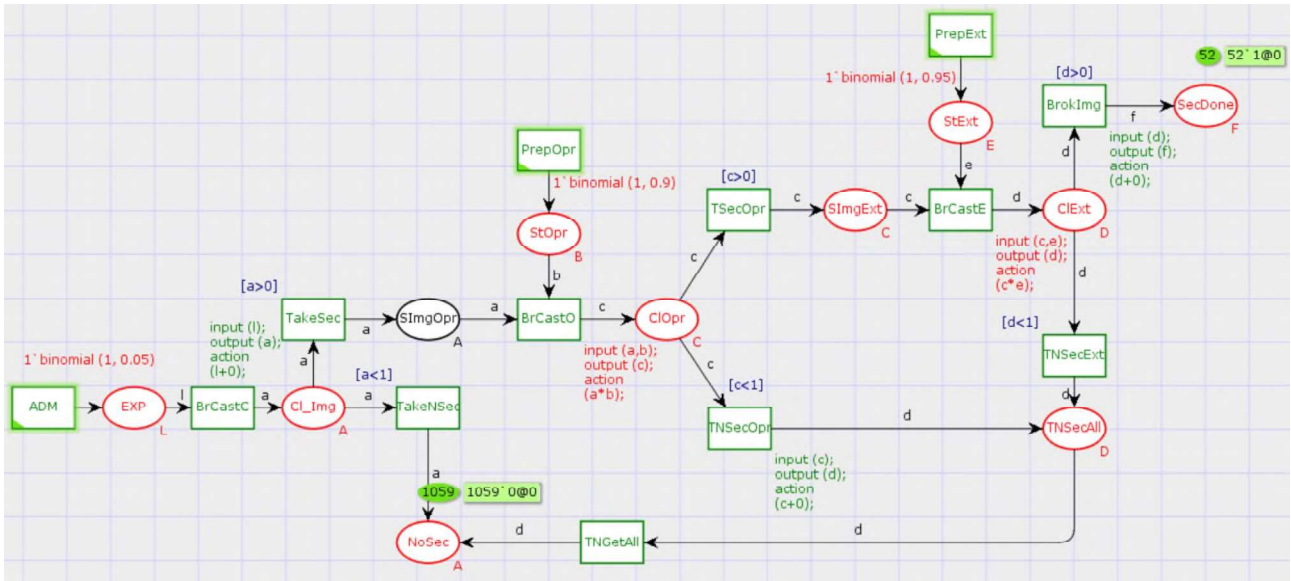 PrepExt
52 52`1@0
1`binomial (1, 0.95)
[d>0]
BrokImg
f
SecDone
F
StExt
E
input (d);
output (f);
action
(d+0);
d
PrepOpr
1`binomial (1, 0.9)
e
[c>0]
TSecOpr
c
SImgExt
C
c
BrCastE
d
ClExt
D
StOpr
B
input (c,e);
output (d);
action
(c*e);
b
c
d
[a>0]
TakeSec
a
SImgOpr
A
a
BrCastO
c
ClOpr
C
[d<1]
TNSecExt
input (l);
output (a);
action
(l+0);
input (a,b);
output (c);
action
(a*b);
1`binomial (1, 0.05)
a
[a<1]
c
[c<1]
d
ADM
EXP
L
l
BrCastC
a
Cl_Img
A
a
TakeNSec
TNSecOpr
d
TNSecAll
D
input (c);
output (d);
action
(c+0);
a
1059 1059`0@0
NoSec
A
d
TNGetAll
d